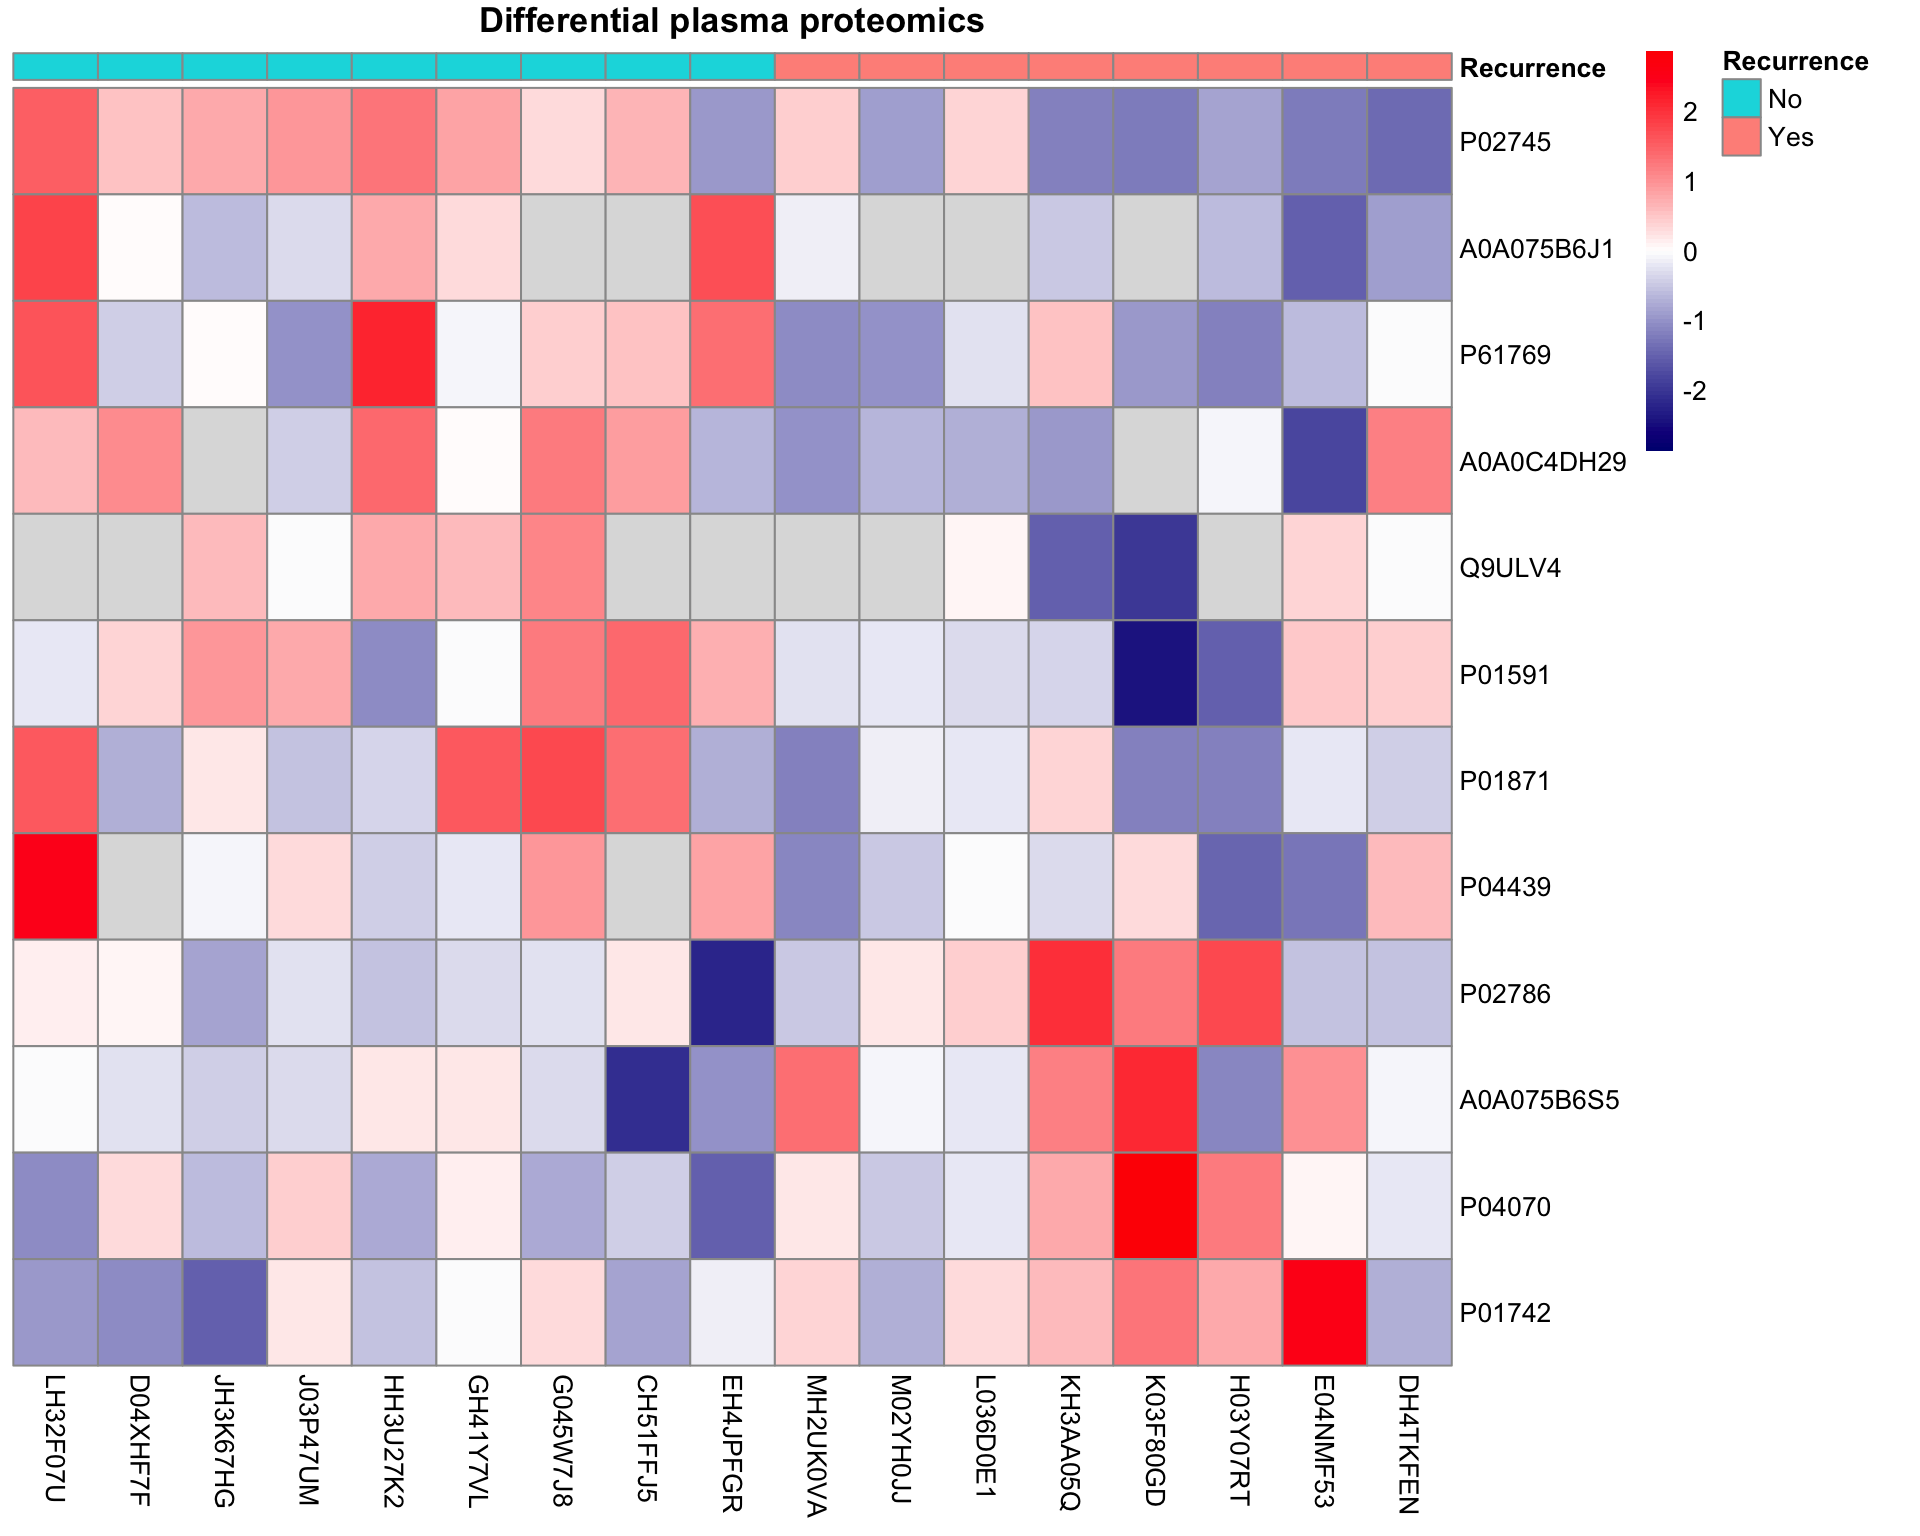 Differential plasma proteomics
Recurrence
P02745
A0A075B6J1
P61769
A0A0C4DH29
Q9ULV4
P01591
P01871
P04439
P02786
A0A075B6S5
P04070
P01742
2
1
0
-1
-2
Recurrence
No
Yes
LH32F07U
D04XHF7F
JH3K67HG
J03P47UM
HH3U27K2
GH41Y7VL
G045W7J8
CH51FFJ5
EH4JPFGR
MH2UK0VA
M02YH0JJ
L036D0E1
KH3AA05Q
K03F80GD
H03Y07RT
E04NMF53
DH4TKFEN